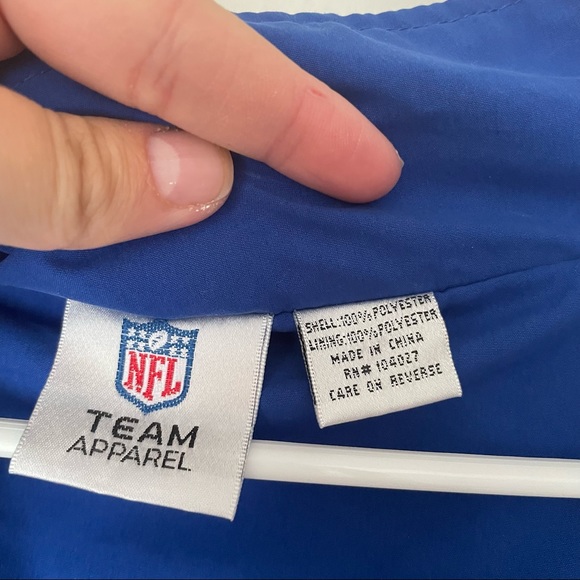 NFL
TEAM
APPAREL
SHELL:100% POLYESTER
LINING:100% POLYESTER
MADE IN CHINA
RN# 104027
CARE ON REVERSE